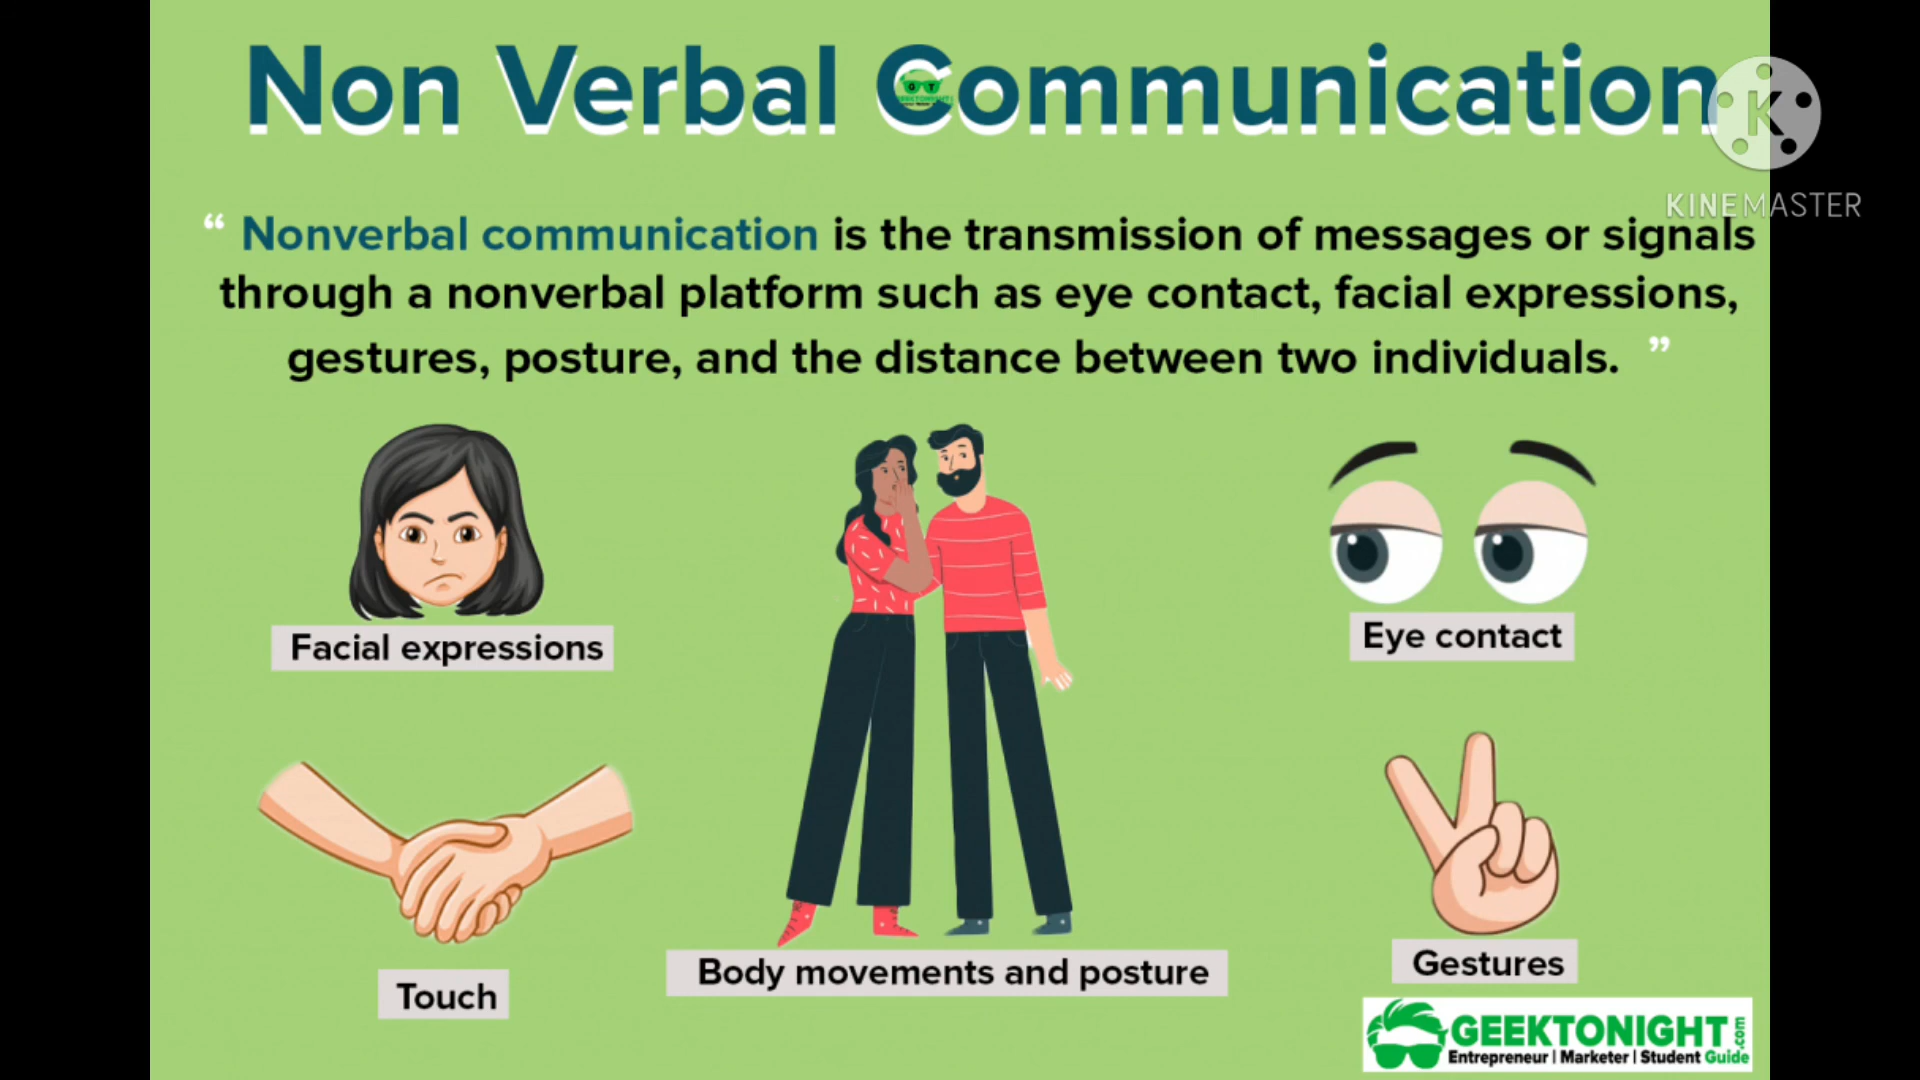 Non Verbal Communication
GT
GEEKTONIGHT
K
KINEMASTER
“ Nonverbal communication is the transmission of messages or signals
through a nonverbal platform such as eye contact, facial expressions,
gestures, posture, and the distance between two individuals. ”
Facial expressions
Eye contact
Touch
Body movements and posture
Gestures
GEEKTONIGHT.com
Entrepreneur | Marketer | Student Guide